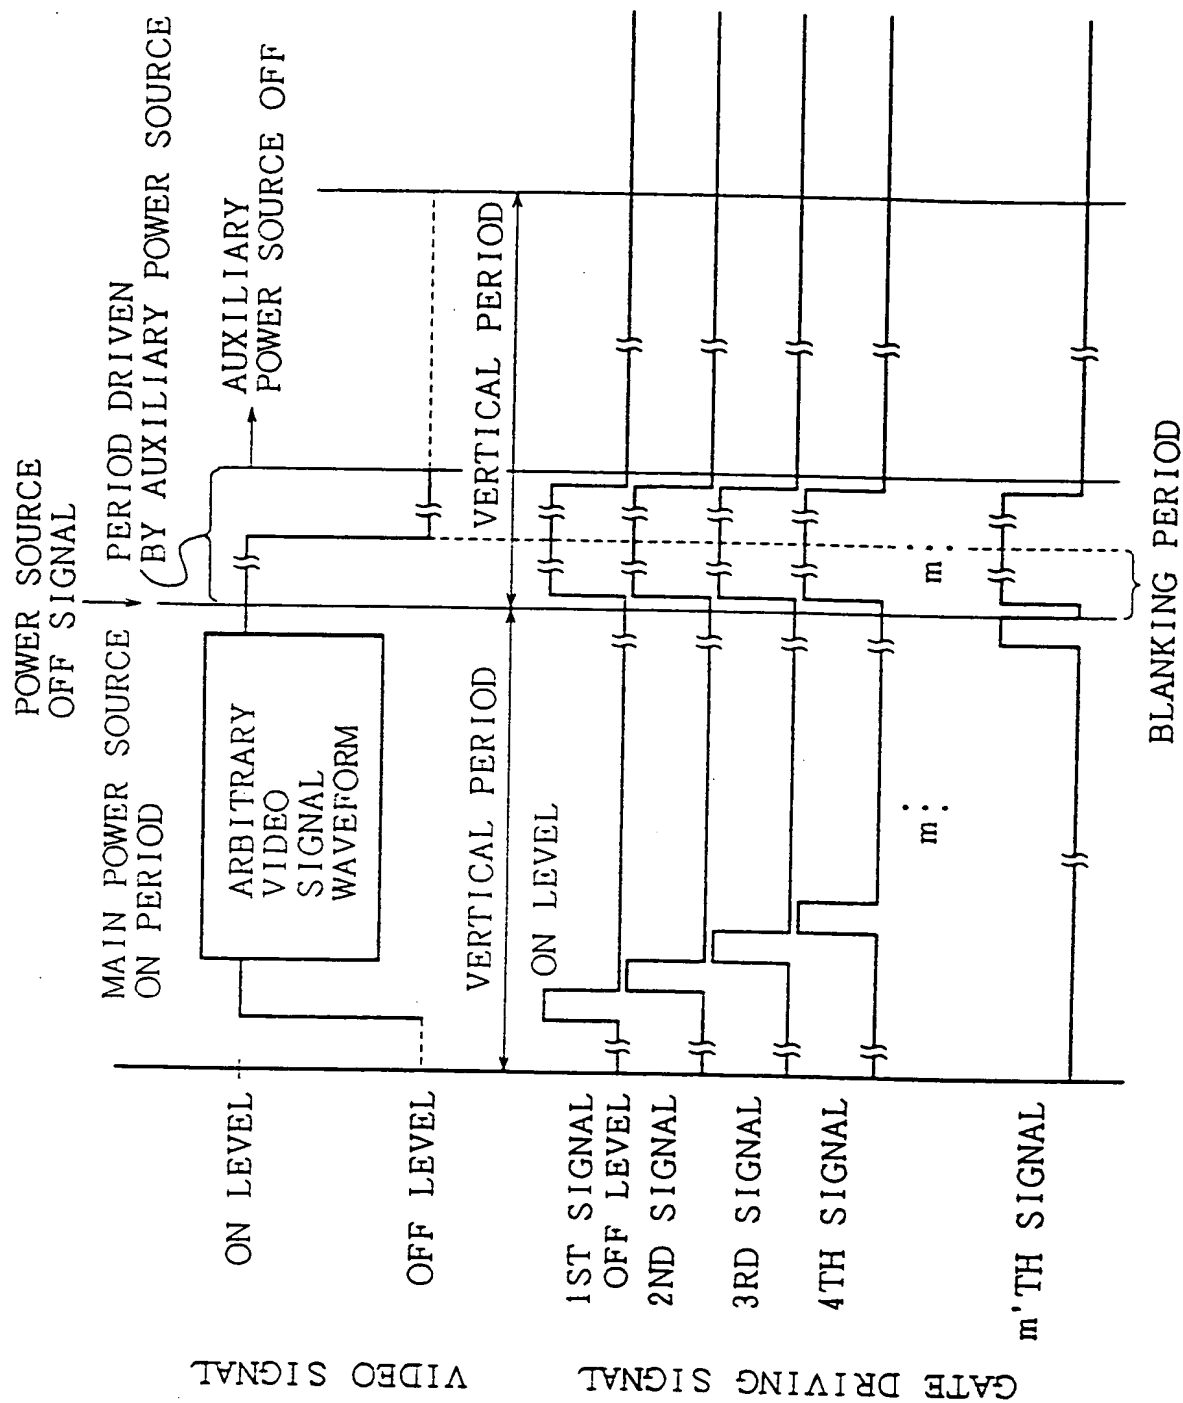 POWER SOURCE
OFF SIGNAL
MAIN POWER SOURCE
ON PERIOD
PERIOD DRIVEN
BY AUXILIARY POWER SOURCE
AUXILIARY
POWER SOURCE OFF
VIDEO SIGNAL
ON LEVEL
OFF LEVEL
ARBITRARY
VIDEO
SIGNAL
WAVEFORM
VERTICAL PERIOD
VERTICAL PERIOD
GATE DRIVING SIGNAL
1ST SIGNAL
OFF LEVEL
ON LEVEL
2ND SIGNAL
3RD SIGNAL
4TH SIGNAL
m
m
m'TH SIGNAL
BLANKING PERIOD